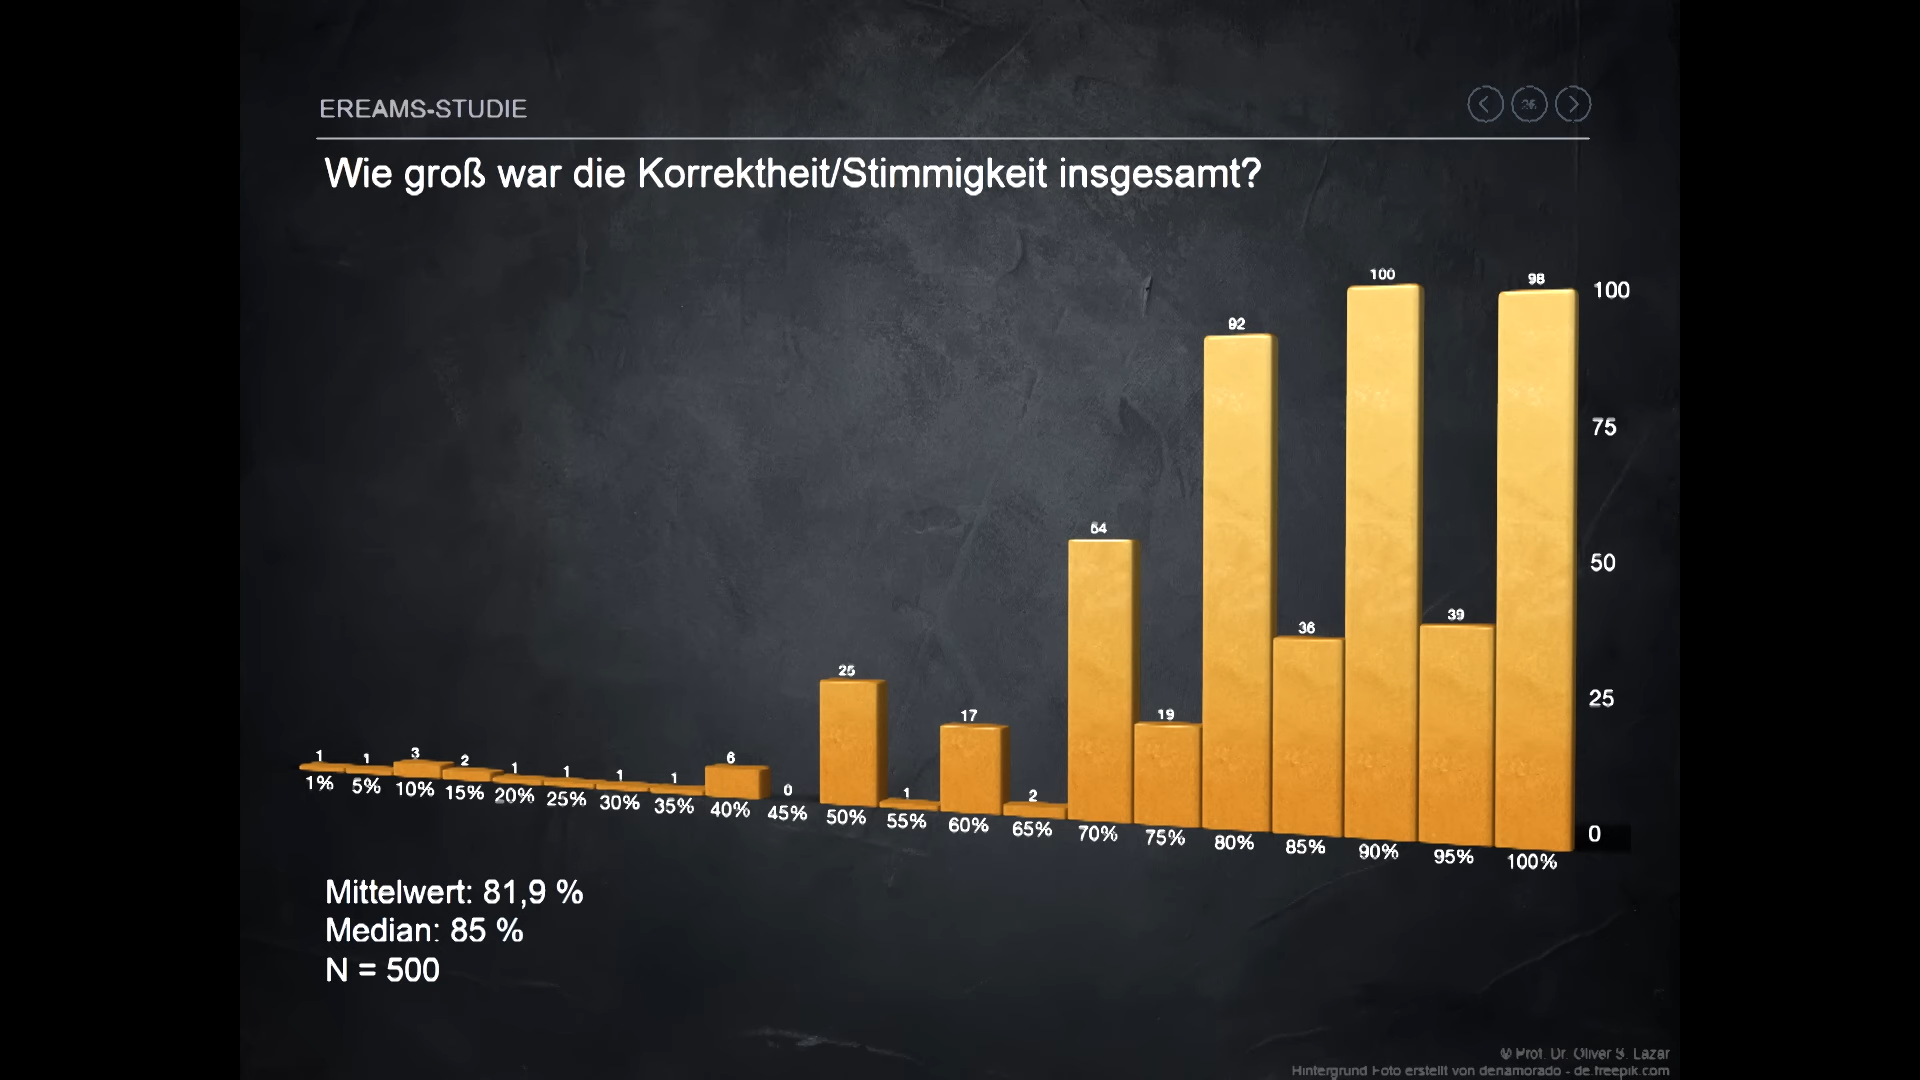 EREAMS-STUDIE
26
Wie groß war die Korrektheit/Stimmigkeit insgesamt?
1 1 3 2 1 1 1 1 6 0 25 1 17 2 54 19 92 36 100 39 98
100
75
50
25
0
1% 5% 10% 15% 20% 25% 30% 35% 40% 45% 50% 55% 60% 65% 70% 75% 80% 85% 90% 95% 100%
Mittelwert: 81,9 %
Median: 85 %
N = 500
© Prof. Dr. Oliver S. Lazar
Hintergrund Foto erstellt von denamorado - de.freepik.com